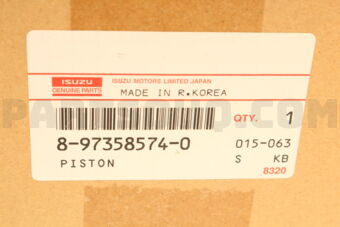 ISUZU
GENUINE PARTS
ISUZU MOTORS LIMITED JAPAN
MADE IN R.KOREA
QTY. 1
8-97358574-0 015-063
PISTON S KB
8320